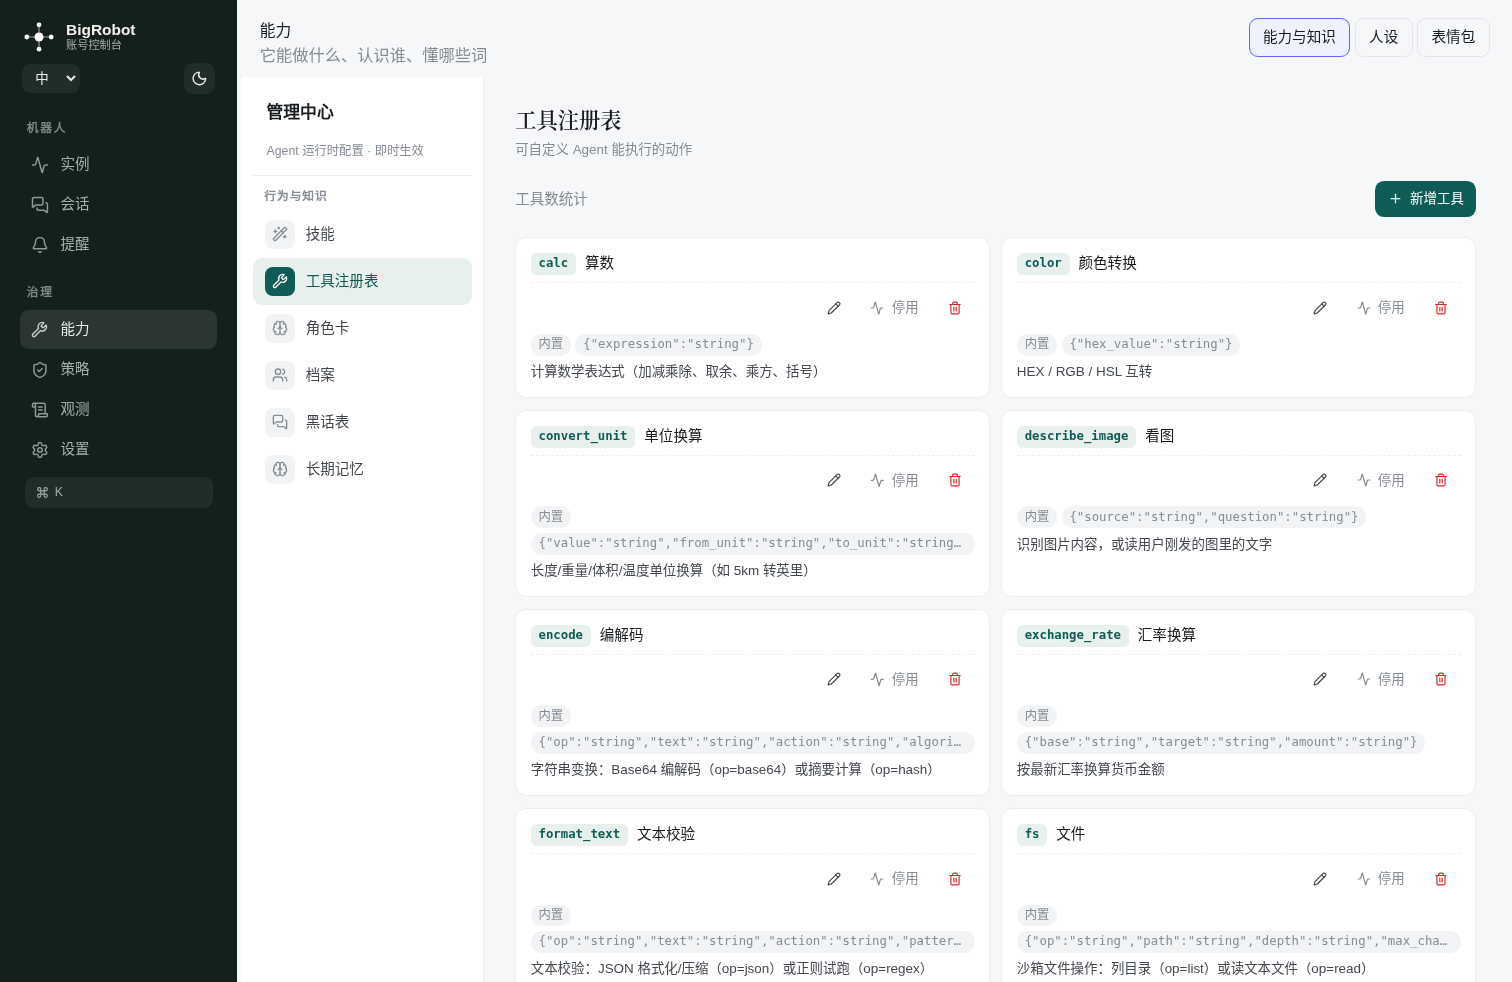 BigRobot
账号控制台
中
机器人
实例
会话
提醒
治理
能力
策略
观测
设置
⌘ K
能力
它能做什么、认识谁、懂哪些词
能力与知识
人设
表情包
管理中心
Agent 运行时配置 · 即时生效
行为与知识
技能
工具注册表
角色卡
档案
黑话表
长期记忆
工具注册表
可自定义 Agent 能执行的动作
工具数统计
新增工具
calc 算数
停用
内置 {"expression":"string"}
计算数学表达式（加减乘除、取余、乘方、括号）
color 颜色转换
停用
内置 {"hex_value":"string"}
HEX / RGB / HSL 互转
convert_unit 单位换算
停用
内置
{"value":"string","from_unit":"string","to_unit":"string…
长度/重量/体积/温度单位换算（如 5km 转英里）
describe_image 看图
停用
内置 {"source":"string","question":"string"}
识别图片内容，或读用户刚发的图里的文字
encode 编解码
停用
内置
{"op":"string","text":"string","action":"string","algori…
字符串变换：Base64 编解码（op=base64）或摘要计算（op=hash）
exchange_rate 汇率换算
停用
内置
{"base":"string","target":"string","amount":"string"}
按最新汇率换算货币金额
format_text 文本校验
停用
内置
{"op":"string","text":"string","action":"string","patter…
文本校验：JSON 格式化/压缩（op=json）或正则试跑（op=regex）
fs 文件
停用
内置
{"op":"string","path":"string","depth":"string","max_cha…
沙箱文件操作：列目录（op=list）或读文本文件（op=read）